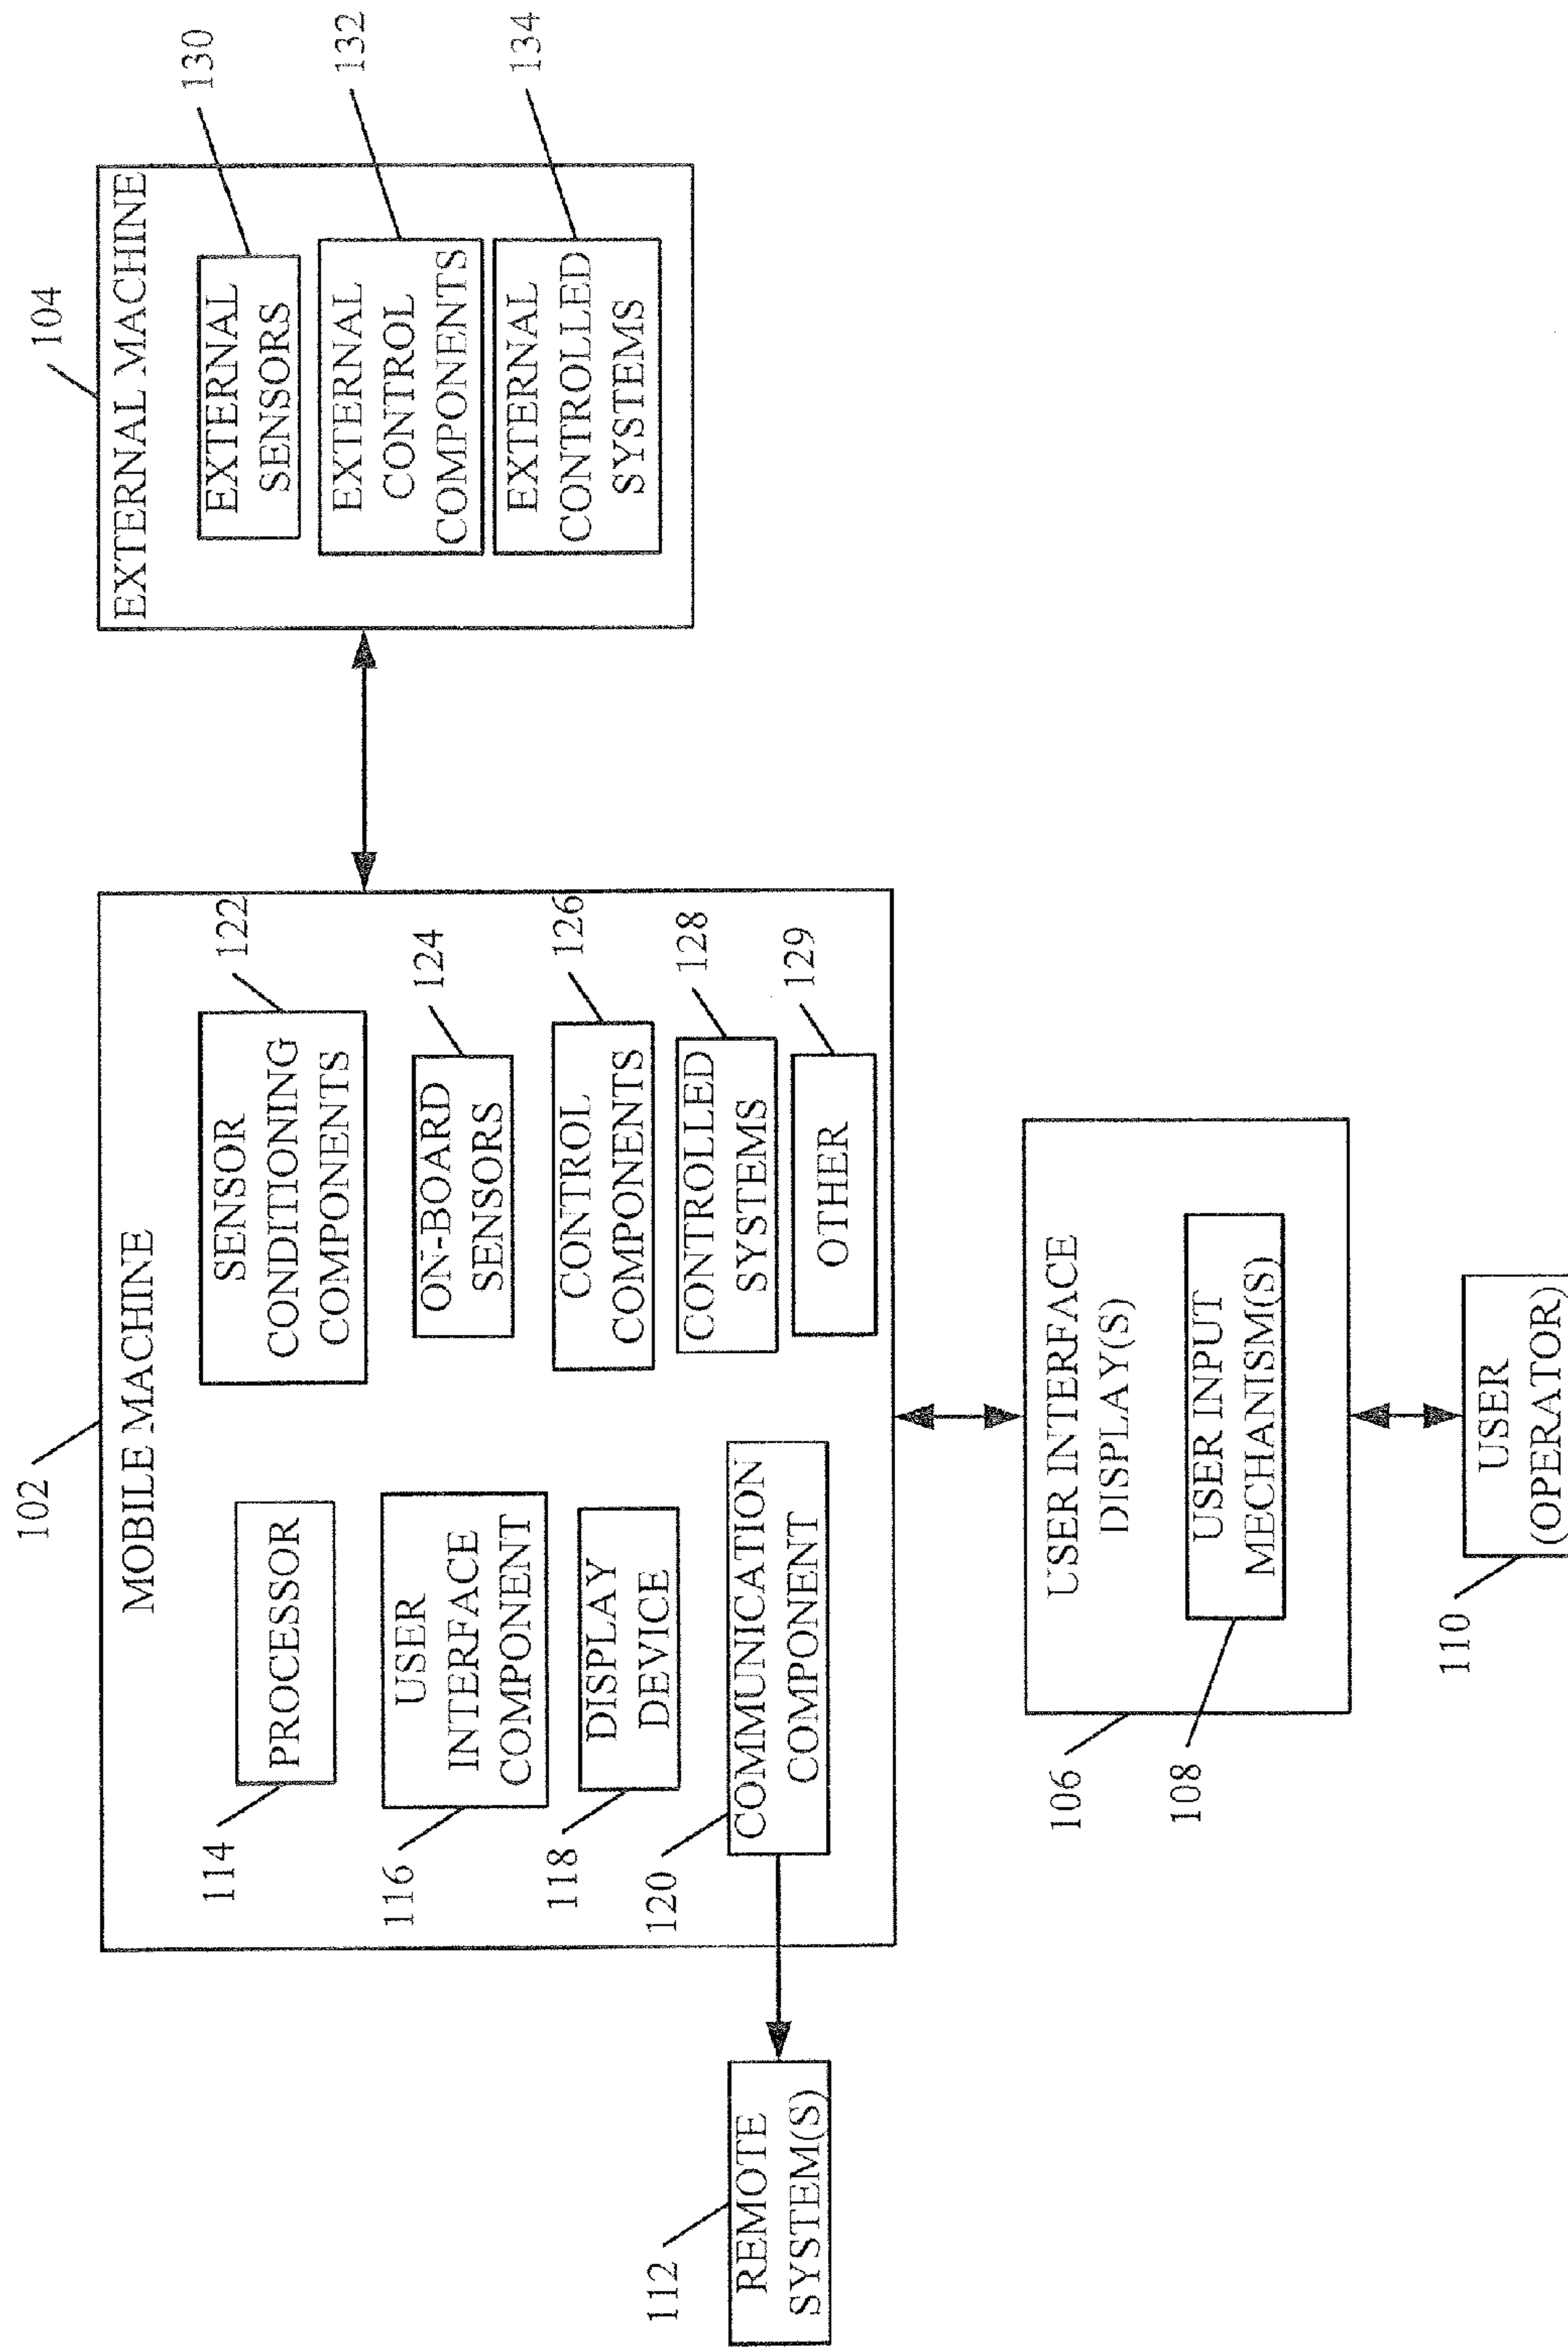 102
MOBILE MACHINE
114
PROCESSOR
116
USER
INTERFACE
COMPONENT
118
DISPLAY
DEVICE
120
COMMUNICATION
COMPONENT
SENSOR
CONDITIONING
COMPONENTS
122
ON-BOARD
SENSORS
124
CONTROL
COMPONENTS
126
CONTROLLED
SYSTEMS
128
OTHER
129
104
EXTERNAL MACHINE
EXTERNAL
SENSORS
130
EXTERNAL
CONTROL
COMPONENTS
132
EXTERNAL
CONTROLLED
SYSTEMS
134
112
REMOTE
SYSTEM(S)
106
USER INTERFACE
DISPLAY(S)
108
USER INPUT
MECHANISM(S)
110
USER
(OPERATOR)